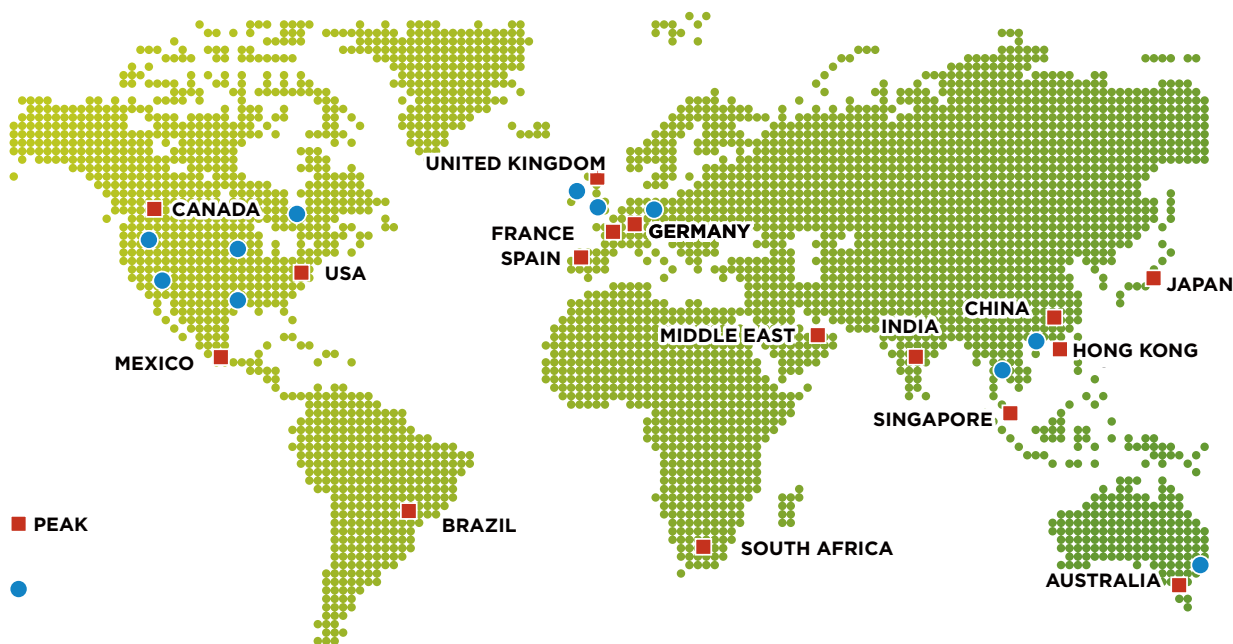 UNITED KINGDOM
CANADA
FRANCE
GERMANY
SPAIN
USA
JAPAN
CHINA
INDIA
MIDDLE EAST
HONG KONG
MEXICO
SINGAPORE
PEAK
BRAZIL
SOUTH AFRICA
AUSTRALIA